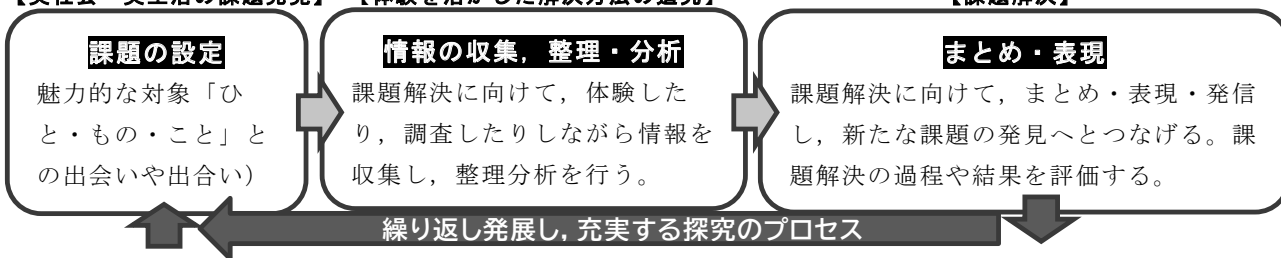 【課題解決】
課題の設定
魅力的な対象「ひ
と・もの・こと」と
の出会いや出合い）
情報の収集，整理・分析
課題解決に向けて，体験した
り，調査したりしながら情報を
収集し，整理分析を行う。
まとめ・表現
課題解決に向けて，まとめ・表現・発信
し，新たな課題の発見へとつなげる。課
題解決の過程や結果を評価する。
繰り返し発展し，充実する探究のプロセス